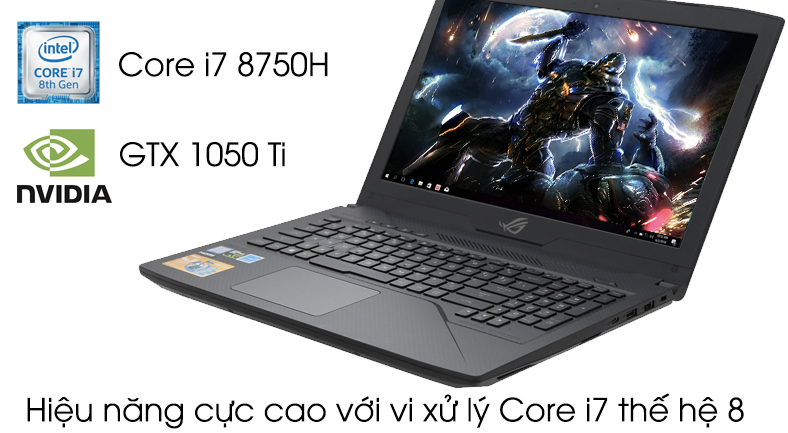 intel
CORE i7
8th Gen
Core i7 8750H
NVIDIA
GTX 1050 Ti
Hiệu năng cực cao với vi xử lý Core i7 thế hệ 8